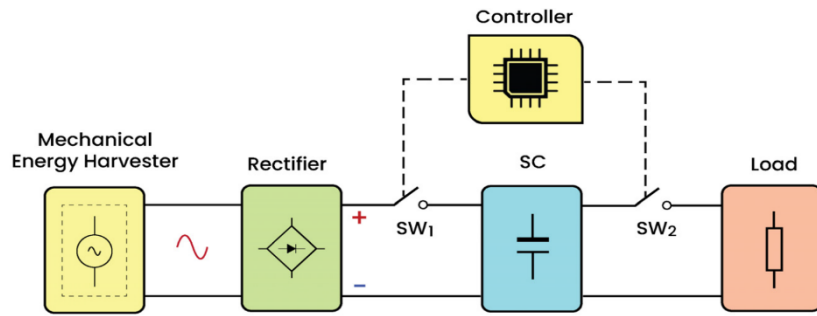 Controller
Mechanical
Energy Harvester
Rectifier
SC
Load
+
SW₁
SW₂
−